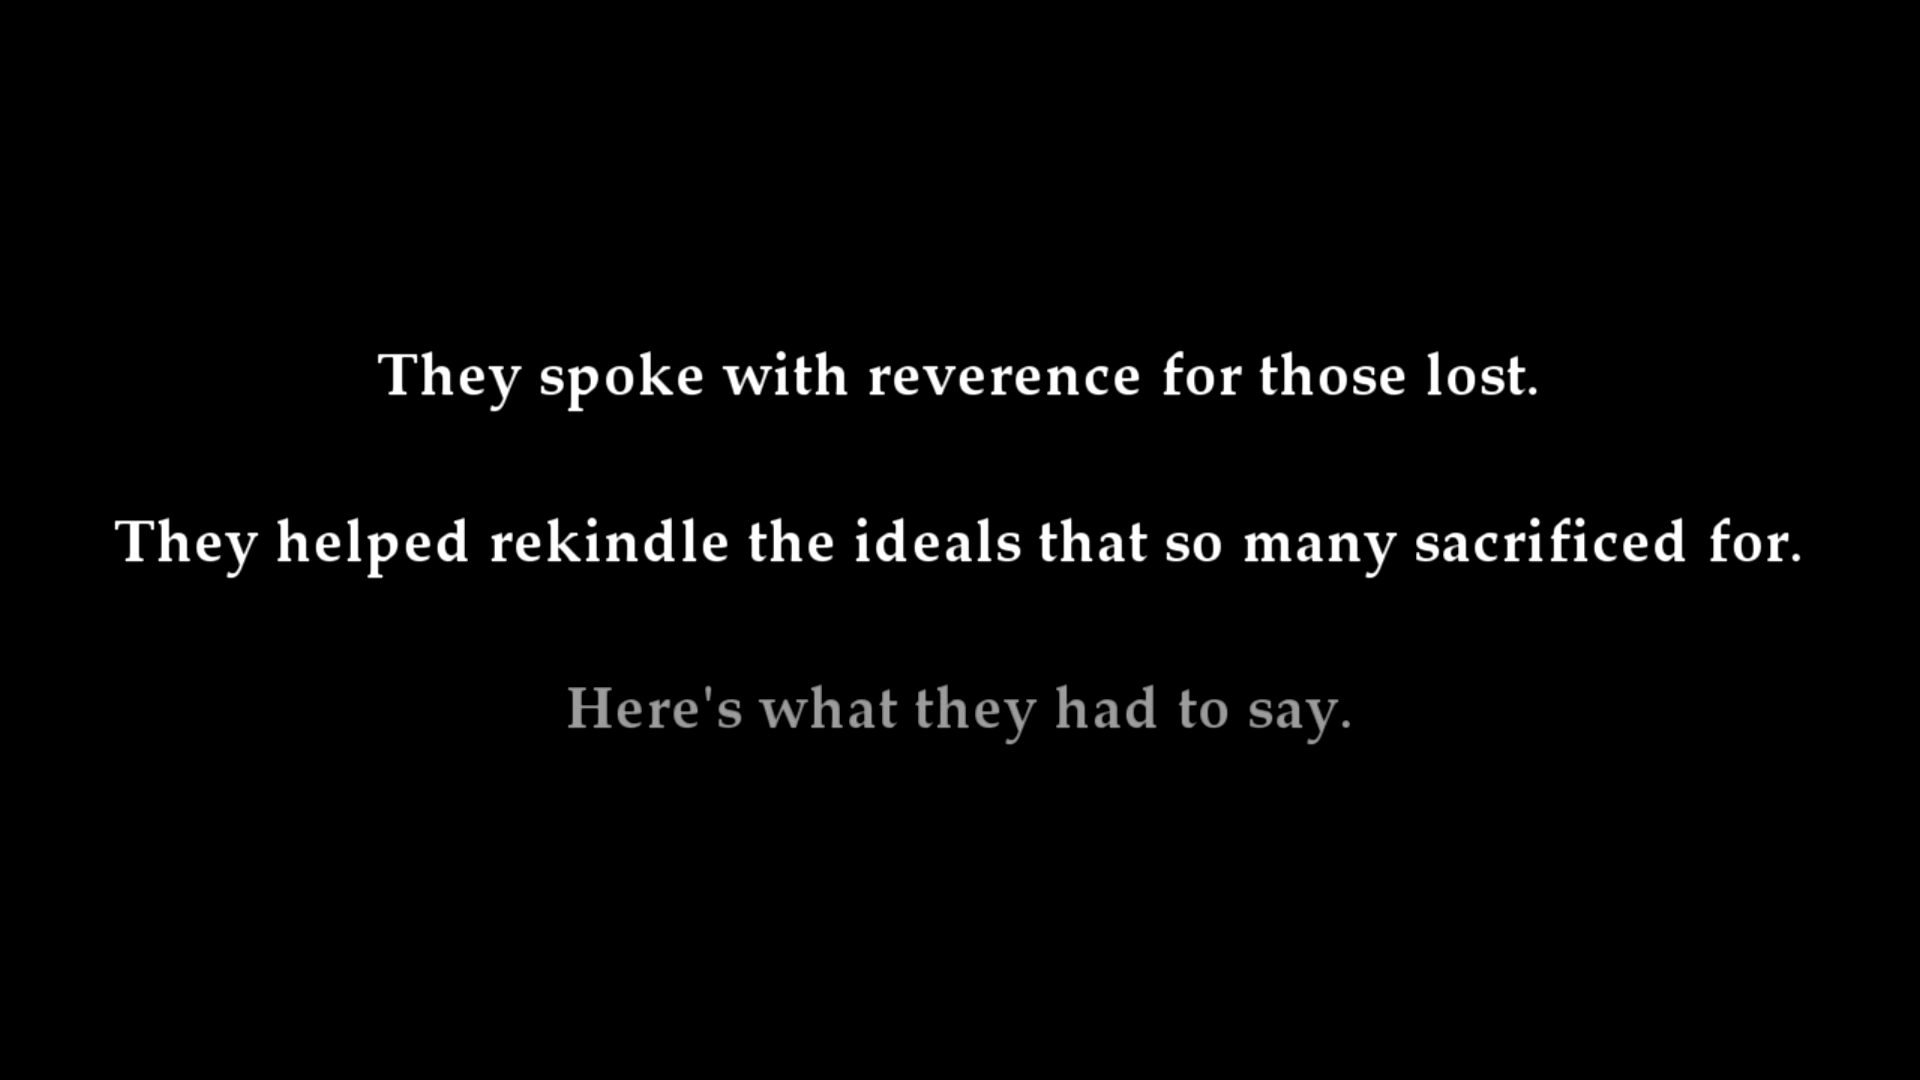 They spoke with reverence for those lost.
They helped rekindle the ideals that so many sacrificed for.
Here's what they had to say.